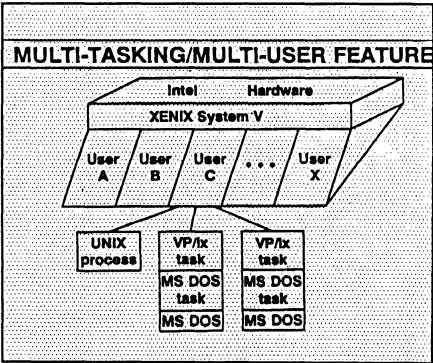 MULTI-TASKING/MULTI-USER FEATURE
Intel Hardware
XENIX System V
User A
User B
User C
• • •
User X
UNIX process
VP/ix task
MS DOS task
MS DOS
VP/ix task
MS DOS task
MS DOS